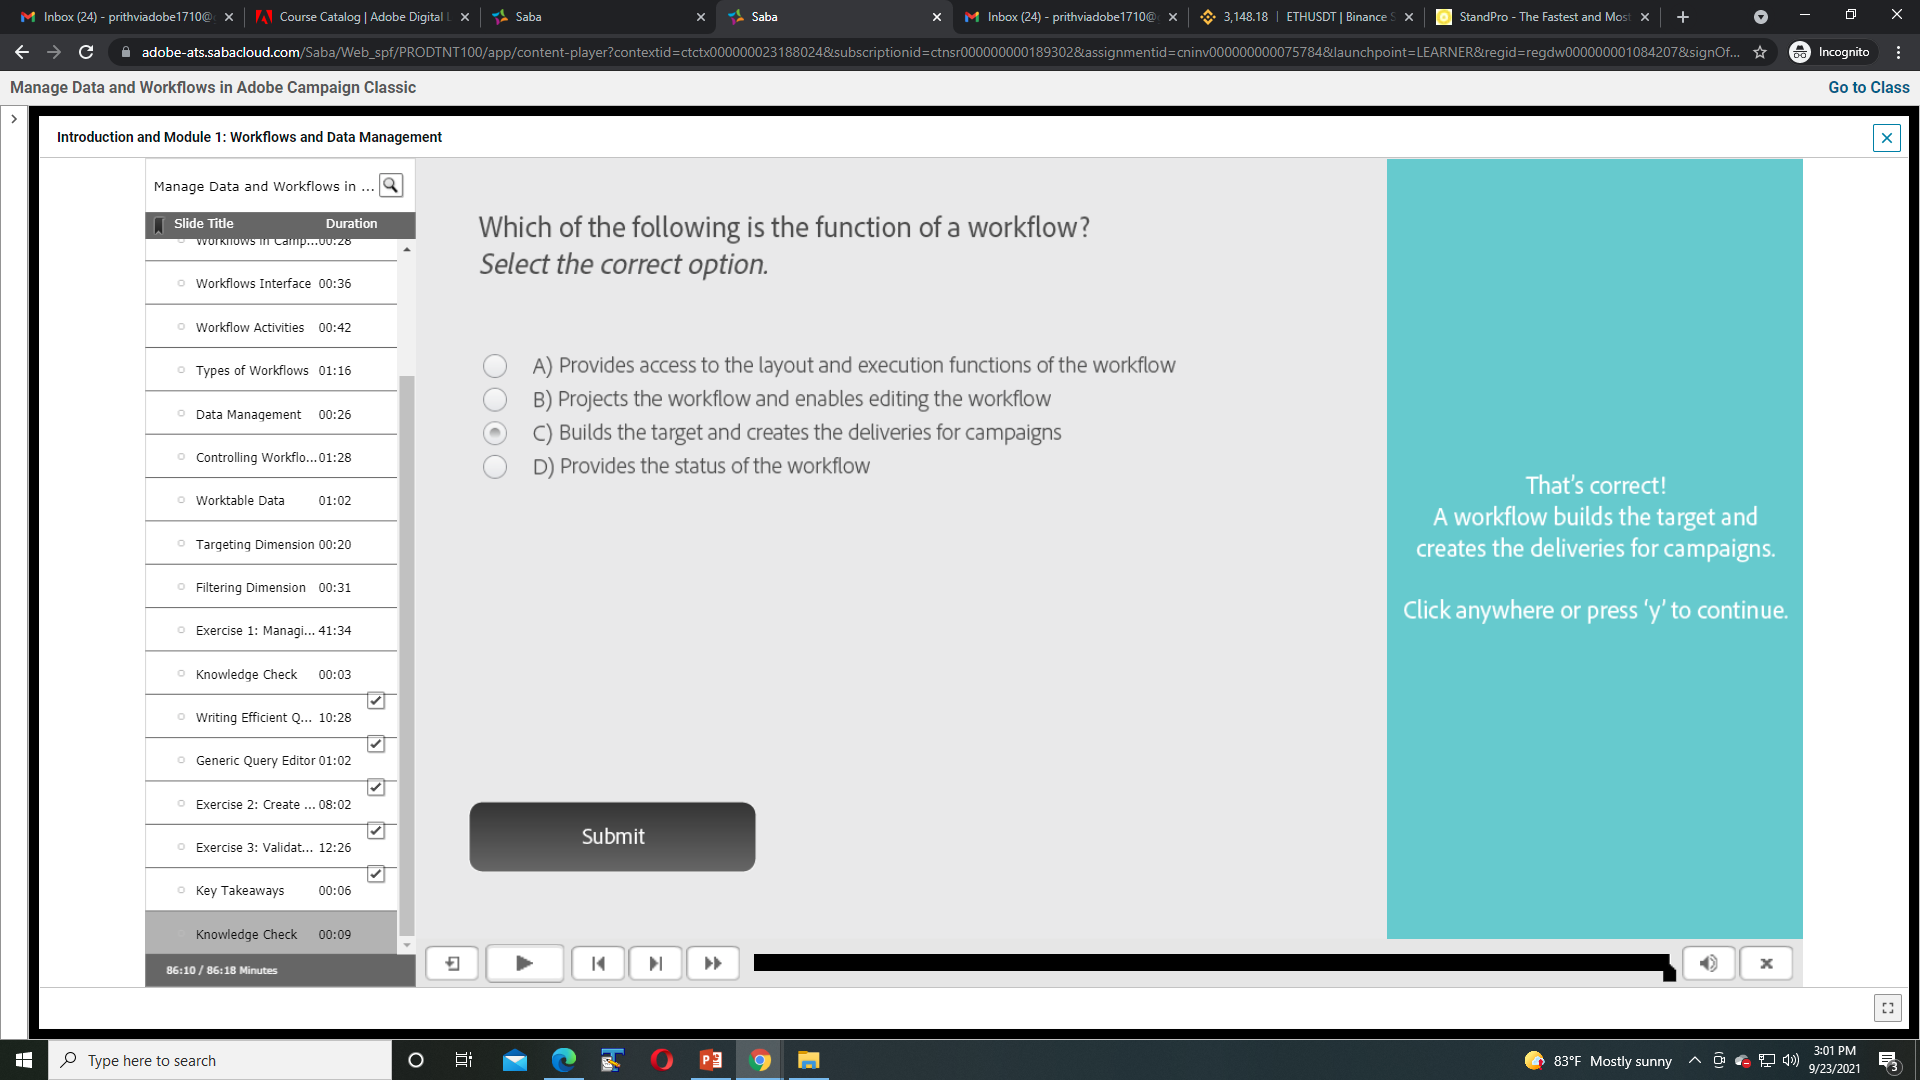 Inbox (24) - prithviadobe1710@
Course Catalog | Adobe Digital L
Saba
Saba
Inbox (24) - prithviadobe1710@
3,148.18 | ETHUSDT | Binance S
StandPro - The Fastest and Most
adobe-ats.sabacloud.com/Saba/Web_spf/PRODTNT100/app/content-player?contextid=ctctx000000023188024&subscriptionid=ctnsr000000000189302&assignmentid=cninv000000000075784&launchpoint=LEARNER&regid=regdw000000001084207&signOf...
Incognito
Manage Data and Workflows in Adobe Campaign Classic
Go to Class
Introduction and Module 1: Workflows and Data Management
Manage Data and Workflows in ...
Slide Title Duration
Workflows in Camp...00:28
Workflows Interface 00:36
Workflow Activities 00:42
Types of Workflows 01:16
Data Management 00:26
Controlling Workflo...01:28
Worktable Data 01:02
Targeting Dimension 00:20
Filtering Dimension 00:31
Exercise 1: Managi... 41:34
Knowledge Check 00:03
Writing Efficient Q... 10:28
Generic Query Editor 01:02
Exercise 2: Create ... 08:02
Exercise 3: Validat... 12:26
Key Takeaways 00:06
Knowledge Check 00:09
86:10 / 86:18 Minutes
Which of the following is the function of a workflow?
Select the correct option.
A) Provides access to the layout and execution functions of the workflow
B) Projects the workflow and enables editing the workflow
C) Builds the target and creates the deliveries for campaigns
D) Provides the status of the workflow
Submit
That's correct!
A workflow builds the target and
creates the deliveries for campaigns.
Click anywhere or press 'y' to continue.
Type here to search
83°F Mostly sunny
3:01 PM
9/23/2021
3